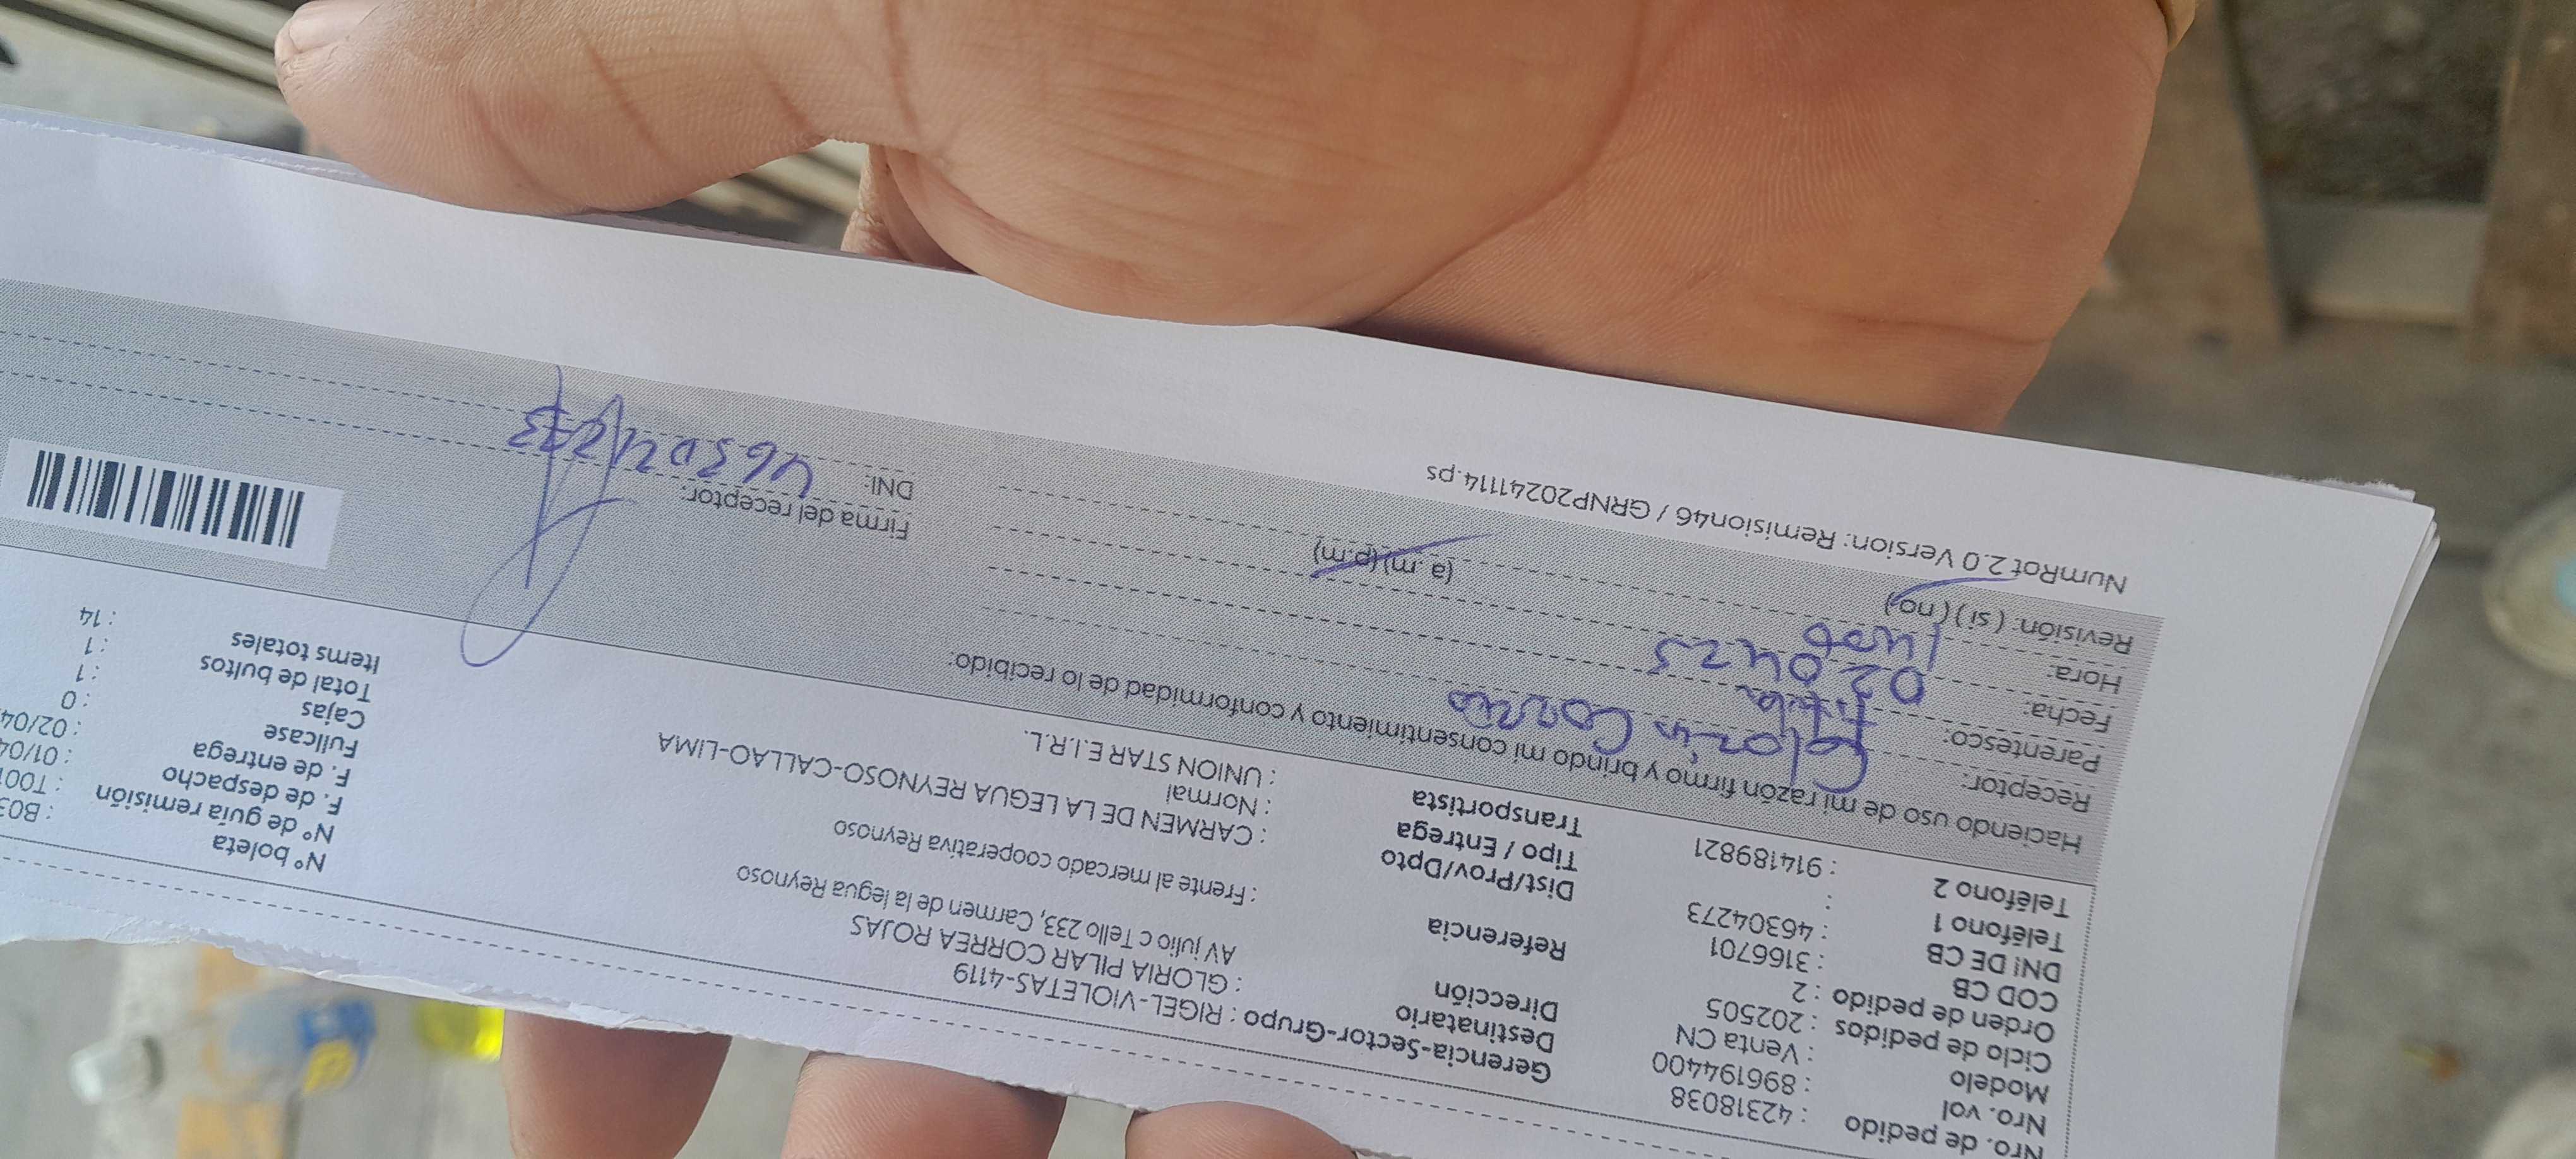 Nro. de pedido : 42318038
Nro. vol : 896194400
Modelo : Venta CN
Ciclo de pedidos : 202505
Orden de pedido : 2
COD CB : 3166701
DNI DE CB : 46304273
Teléfono 1 :
Teléfono 2 : 914189821
Gerencia-Sector-Grupo : RIGEL-VIOLETAS-4119
Destinatario : GLORIA PILAR CORREA ROJAS
Dirección AV julio c Tello 233, Carmen de la legua Reynoso
Referencia : Frente al mercado cooperativa Reynoso
Dist/Prov/Dpto : CARMEN DE LA LEGUA REYNOSO-CALLAO-LIMA
Tipo / Entrega : Normal
Transportista : UNION STAR E.I.R.L.
N° boleta : B03
N° de guía remisión : T001
F. de despacho : 01/04
F. de entrega : 02/04
Fullcase : 0
Cajas : 1
Total de bultos : 1
Items totales : 14
Haciendo uso de mi razón firmo y brindo mi consentimiento y conformidad de lo recibido:
Receptor: Gloria Correa
Parentesco: titular
Fecha: 02 04 25
Hora: 1400 (a.m) (p.m)
Revisión: ( si ) ( no )
Firma del receptor:
DNI: 46304273
NumRot 2.0 Version: Remision46 / GRNP20241114.ps